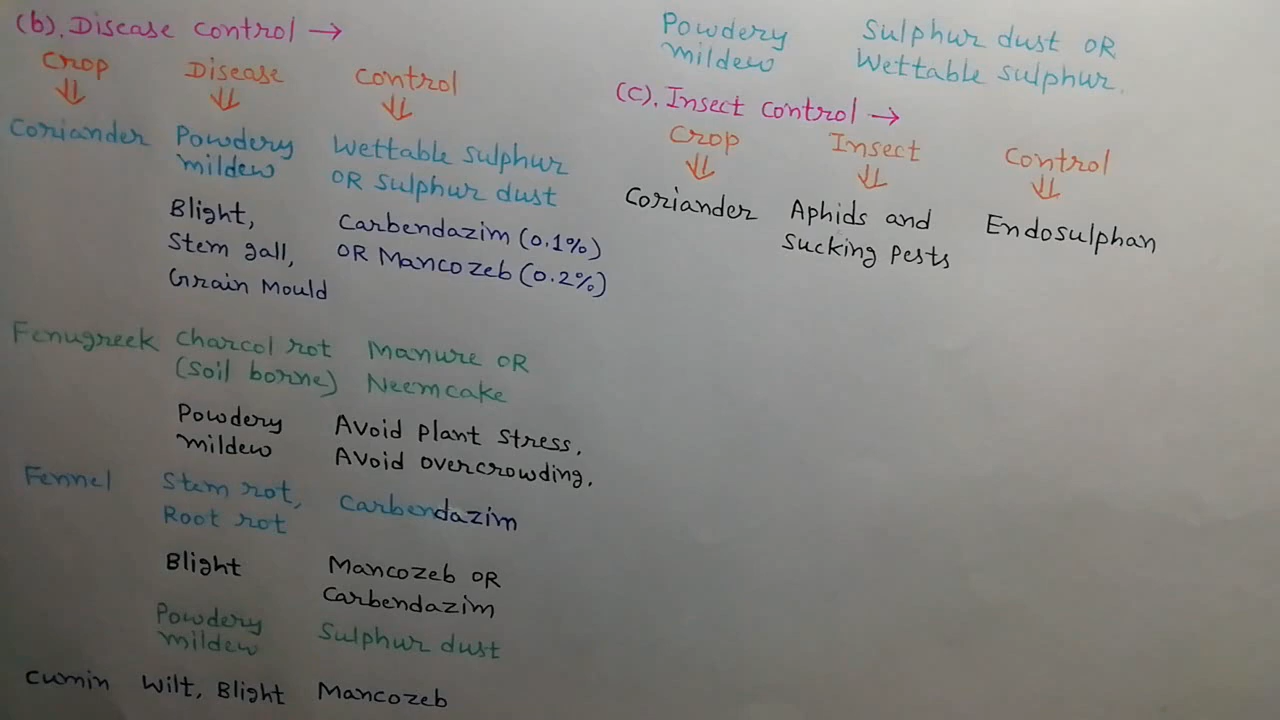 (b). Disease control →
Crop Disease Control
Coriander Powdery mildew Wettable sulphur OR sulphur dust
Blight, Carbendazim (0.1%)
Stem gall, OR Mancozeb (0.2%)
Grain Mould
Fenugreek Charcol rot Manure OR
(soil borne) Neemcake
Powdery Avoid plant stress,
mildew Avoid overcrowding.
Fennel Stem rot, Carbendazim
Root rot
Blight Mancozeb OR
Carbendazim
Powdery Sulphur dust
mildew
Cumin Wilt, Blight Mancozeb
Powdery Sulphur dust OR
mildew Wettable sulphur.
(C). Insect control →
Crop Insect Control
Coriander Aphids and Endosulphan
sucking pests